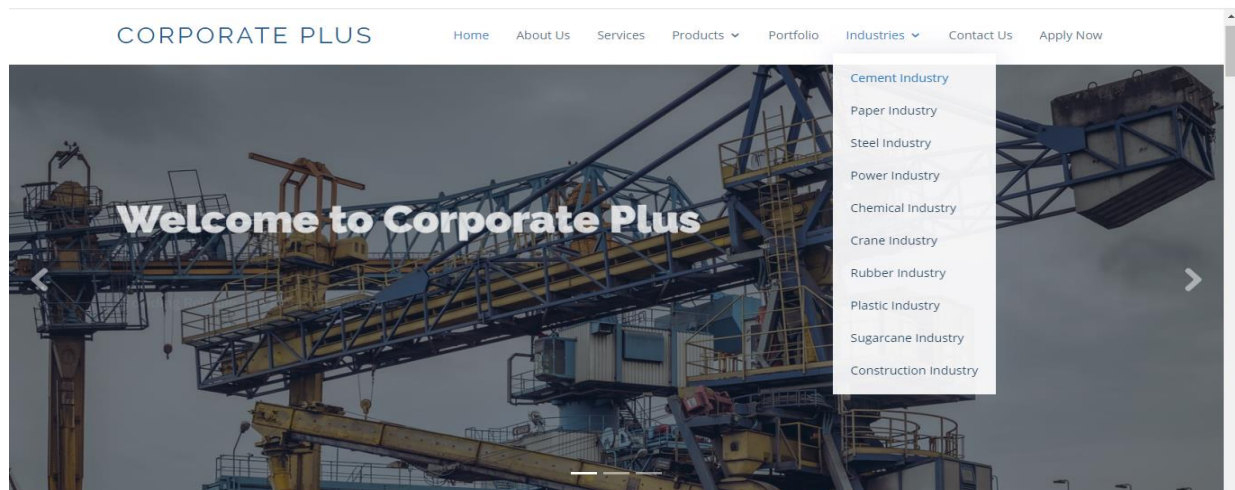 CORPORATE PLUS
Home About Us Services Products Portfolio Industries Contact Us Apply Now
Cement Industry
Paper Industry
Steel Industry
Power Industry
Chemical Industry
Crane Industry
Rubber Industry
Plastic Industry
Sugarcane Industry
Construction Industry
Welcome to Corporate Plus